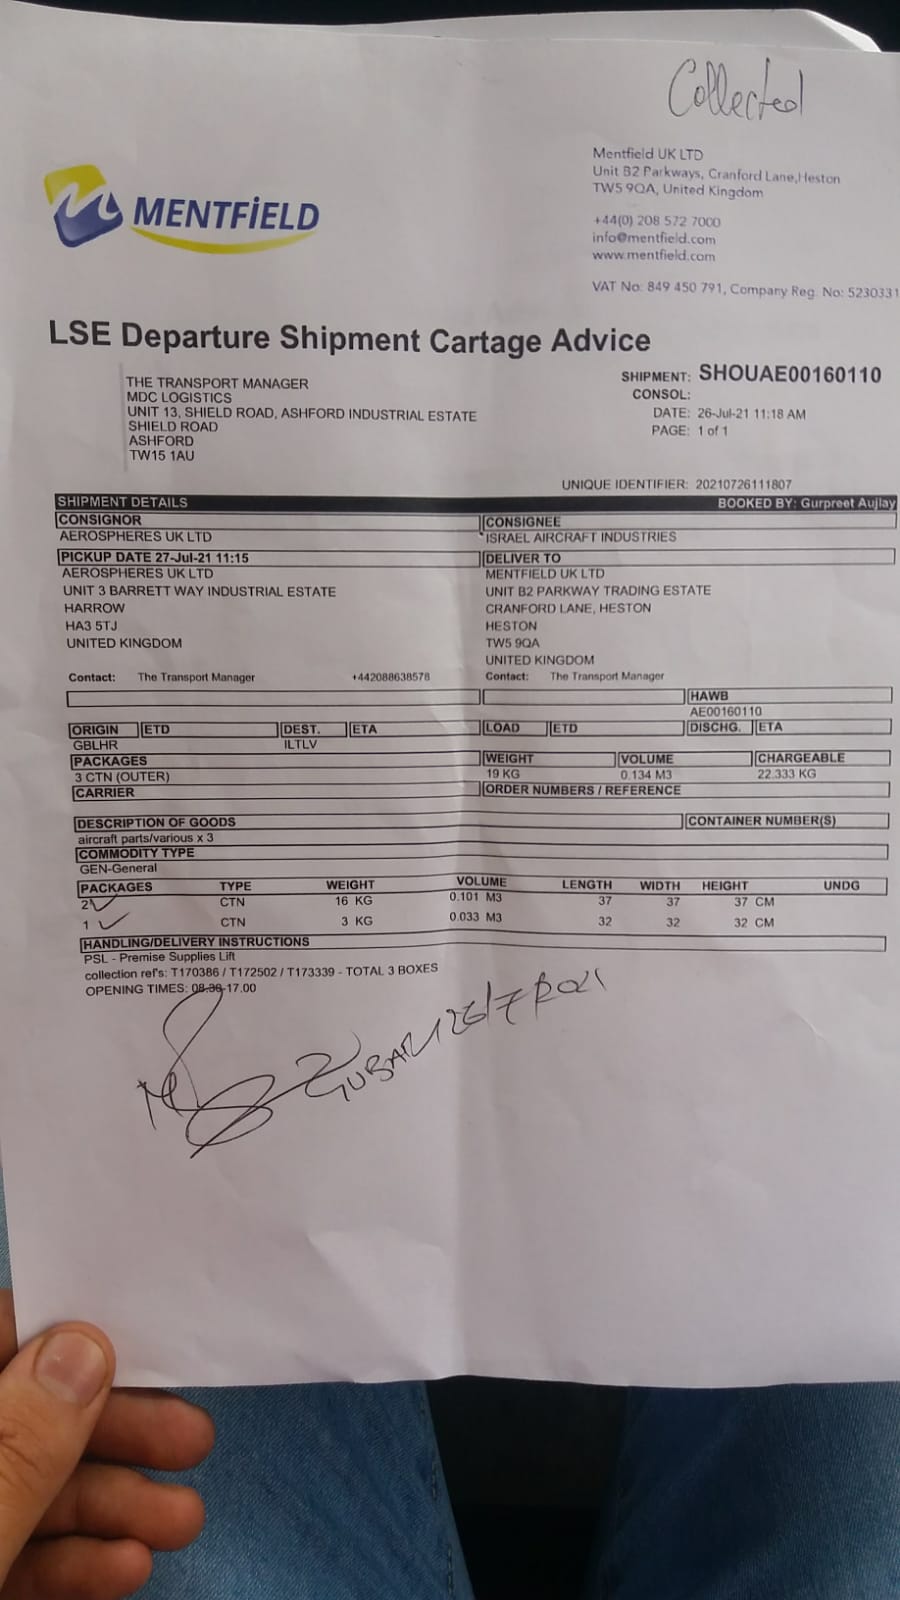 Collected
MENTFiELD
Mentfield UK LTD
Unit B2 Parkways, Cranford Lane,Heston
TW5 9QA, United Kingdom
+44(0) 208 572 7000
info@mentfield.com
www.mentfield.com
VAT No: 849 450 791, Company Reg. No: 5230331
LSE Departure Shipment Cartage Advice
THE TRANSPORT MANAGER
MDC LOGISTICS
UNIT 13, SHIELD ROAD, ASHFORD INDUSTRIAL ESTATE
SHIELD ROAD
ASHFORD
TW15 1AU
SHIPMENT: SHOUAE00160110
CONSOL:
DATE: 26-Jul-21 11:18 AM
PAGE: 1 of 1
UNIQUE IDENTIFIER: 20210726111807
SHIPMENT DETAILS BOOKED BY: Gurpreet Aujlay
CONSIGNOR CONSIGNEE
AEROSPHERES UK LTD ISRAEL AIRCRAFT INDUSTRIES
PICKUP DATE 27-Jul-21 11:15 DELIVER TO
AEROSPHERES UK LTD MENTFIELD UK LTD
UNIT 3 BARRETT WAY INDUSTRIAL ESTATE UNIT B2 PARKWAY TRADING ESTATE
HARROW CRANFORD LANE, HESTON
HA3 5TJ HESTON
UNITED KINGDOM TW5 9QA
UNITED KINGDOM
Contact: The Transport Manager +442088638578 Contact: The Transport Manager
HAWB
AE00160110
ORIGIN ETD DEST. ETA LOAD ETD DISCHG. ETA
GBLHR ILTLV
PACKAGES WEIGHT VOLUME CHARGEABLE
3 CTN (OUTER) 19 KG 0.134 M3 22.333 KG
CARRIER ORDER NUMBERS / REFERENCE
DESCRIPTION OF GOODS CONTAINER NUMBER(S)
aircraft parts/various x 3
COMMODITY TYPE
GEN-General
PACKAGES TYPE WEIGHT VOLUME LENGTH WIDTH HEIGHT UNDG
2 CTN 16 KG 0.101 M3 37 37 37 CM
1 CTN 3 KG 0.033 M3 32 32 32 CM
HANDLING/DELIVERY INSTRUCTIONS
PSL - Premise Supplies Lift
collection ref's: T170386 / T172502 / T173339 - TOTAL 3 BOXES
OPENING TIMES: 08.30-17.00